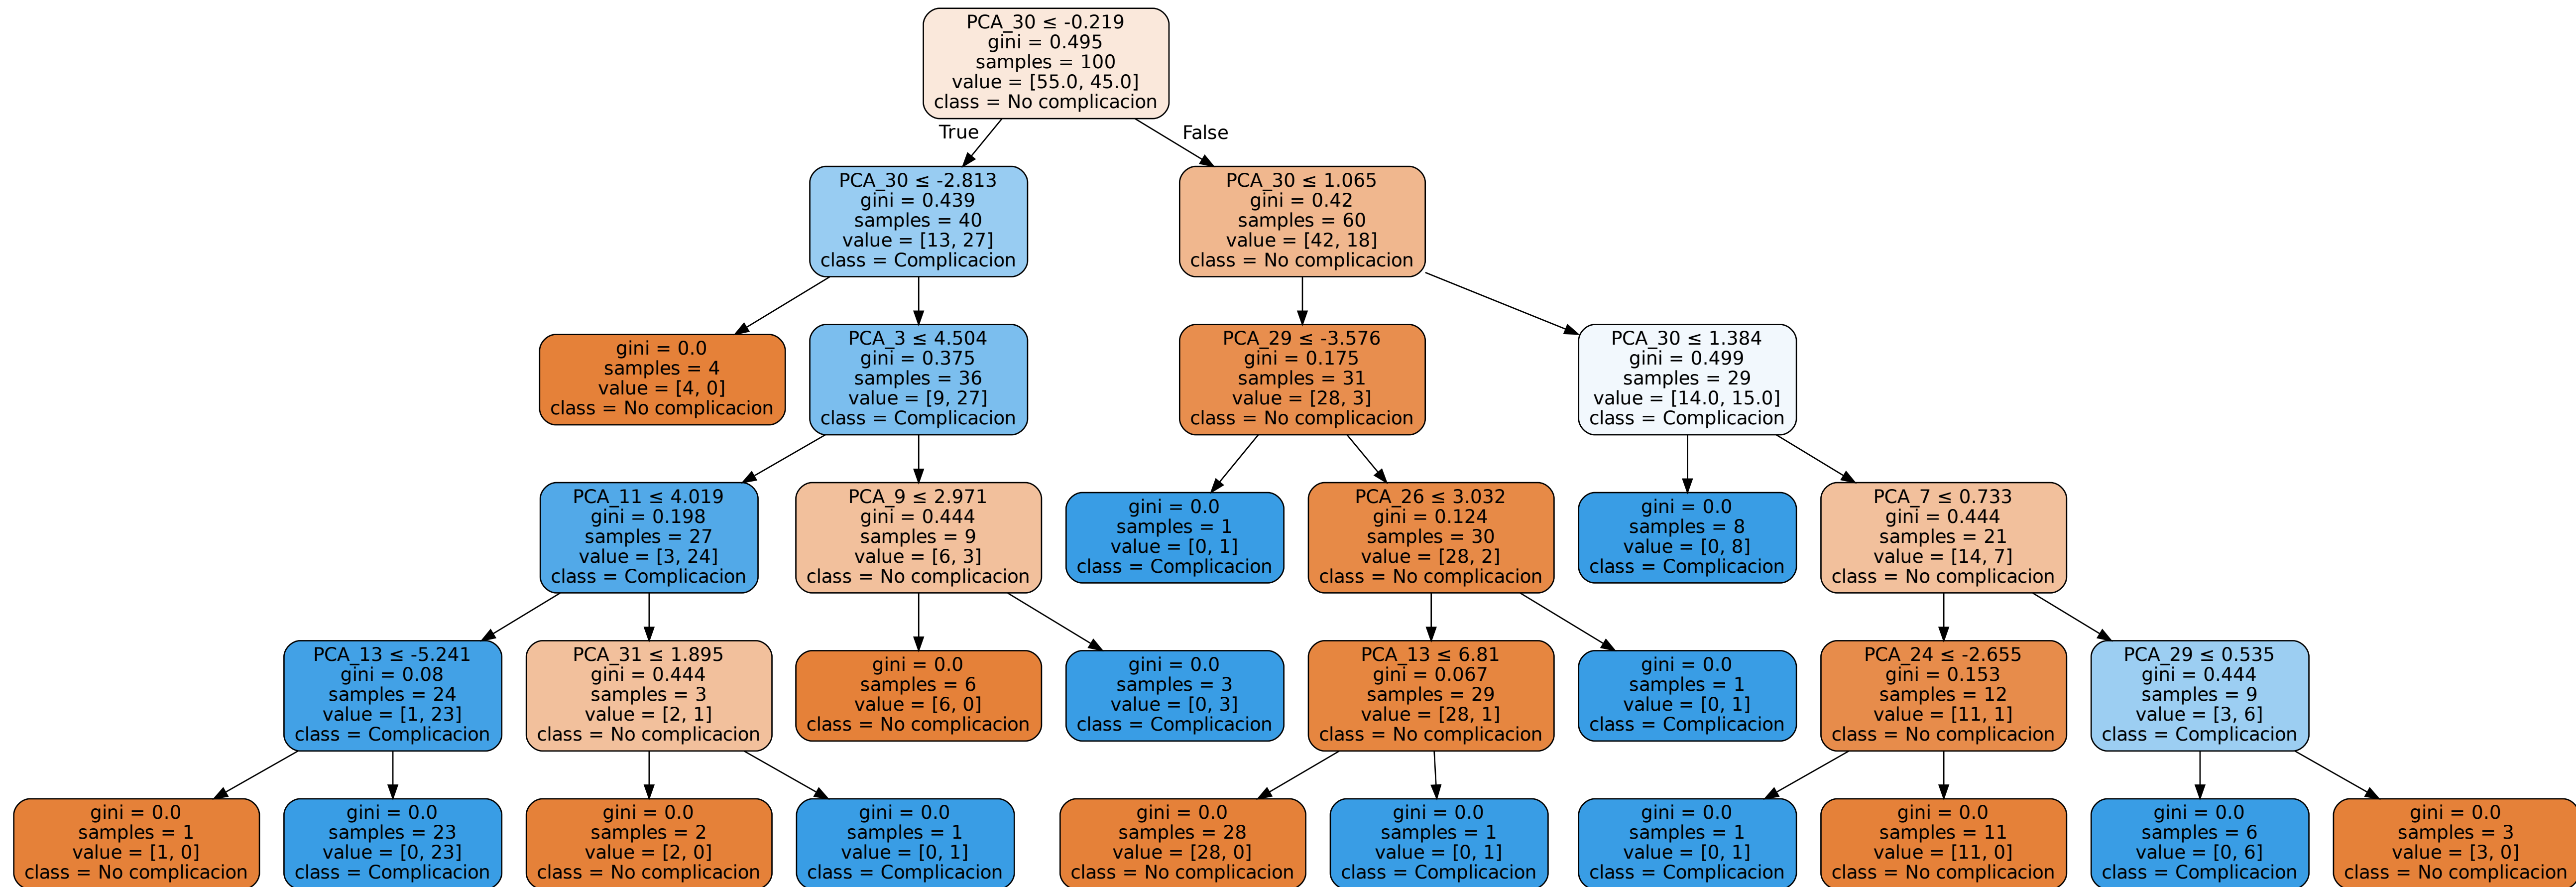 PCA_30 ≤ -0.219
gini = 0.495
samples = 100
value = [55.0, 45.0]
class = No complicacion
True
False
PCA_30 ≤ -2.813
gini = 0.439
samples = 40
value = [13, 27]
class = Complicacion
PCA_30 ≤ 1.065
gini = 0.42
samples = 60
value = [42, 18]
class = No complicacion
gini = 0.0
samples = 4
value = [4, 0]
class = No complicacion
PCA_3 ≤ 4.504
gini = 0.375
samples = 36
value = [9, 27]
class = Complicacion
PCA_29 ≤ -3.576
gini = 0.175
samples = 31
value = [28, 3]
class = No complicacion
PCA_30 ≤ 1.384
gini = 0.499
samples = 29
value = [14.0, 15.0]
class = Complicacion
PCA_11 ≤ 4.019
gini = 0.198
samples = 27
value = [3, 24]
class = Complicacion
PCA_9 ≤ 2.971
gini = 0.444
samples = 9
value = [6, 3]
class = No complicacion
gini = 0.0
samples = 1
value = [0, 1]
class = Complicacion
PCA_26 ≤ 3.032
gini = 0.124
samples = 30
value = [28, 2]
class = No complicacion
gini = 0.0
samples = 8
value = [0, 8]
class = Complicacion
PCA_7 ≤ 0.733
gini = 0.444
samples = 21
value = [14, 7]
class = No complicacion
PCA_13 ≤ -5.241
gini = 0.08
samples = 24
value = [1, 23]
class = Complicacion
PCA_31 ≤ 1.895
gini = 0.444
samples = 3
value = [2, 1]
class = No complicacion
gini = 0.0
samples = 6
value = [6, 0]
class = No complicacion
gini = 0.0
samples = 3
value = [0, 3]
class = Complicacion
PCA_13 ≤ 6.81
gini = 0.067
samples = 29
value = [28, 1]
class = No complicacion
gini = 0.0
samples = 1
value = [0, 1]
class = Complicacion
PCA_24 ≤ -2.655
gini = 0.153
samples = 12
value = [11, 1]
class = No complicacion
PCA_29 ≤ 0.535
gini = 0.444
samples = 9
value = [3, 6]
class = Complicacion
gini = 0.0
samples = 1
value = [1, 0]
class = No complicacion
gini = 0.0
samples = 23
value = [0, 23]
class = Complicacion
gini = 0.0
samples = 2
value = [2, 0]
class = No complicacion
gini = 0.0
samples = 1
value = [0, 1]
class = Complicacion
gini = 0.0
samples = 28
value = [28, 0]
class = No complicacion
gini = 0.0
samples = 1
value = [0, 1]
class = Complicacion
gini = 0.0
samples = 1
value = [0, 1]
class = Complicacion
gini = 0.0
samples = 11
value = [11, 0]
class = No complicacion
gini = 0.0
samples = 6
value = [0, 6]
class = Complicacion
gini = 0.0
samples = 3
value = [3, 0]
class = No complicacion